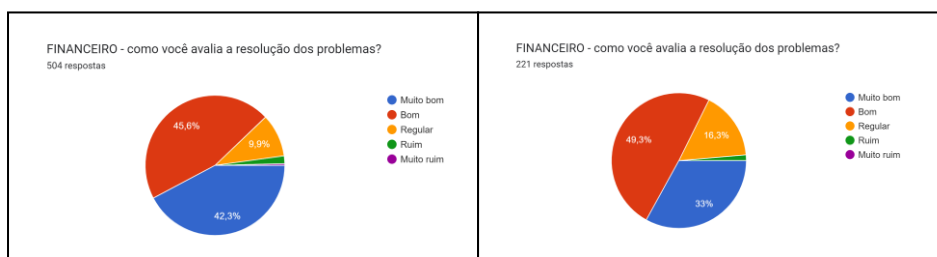 FINANCEIRO - como você avalia a resolução dos problemas?
504 respostas
45,6%
9,9%
42,3%
Muito bom
Bom
Regular
Ruim
Muito ruim
FINANCEIRO - como você avalia a resolução dos problemas?
221 respostas
49,3%
16,3%
33%
Muito bom
Bom
Regular
Ruim
Muito ruim